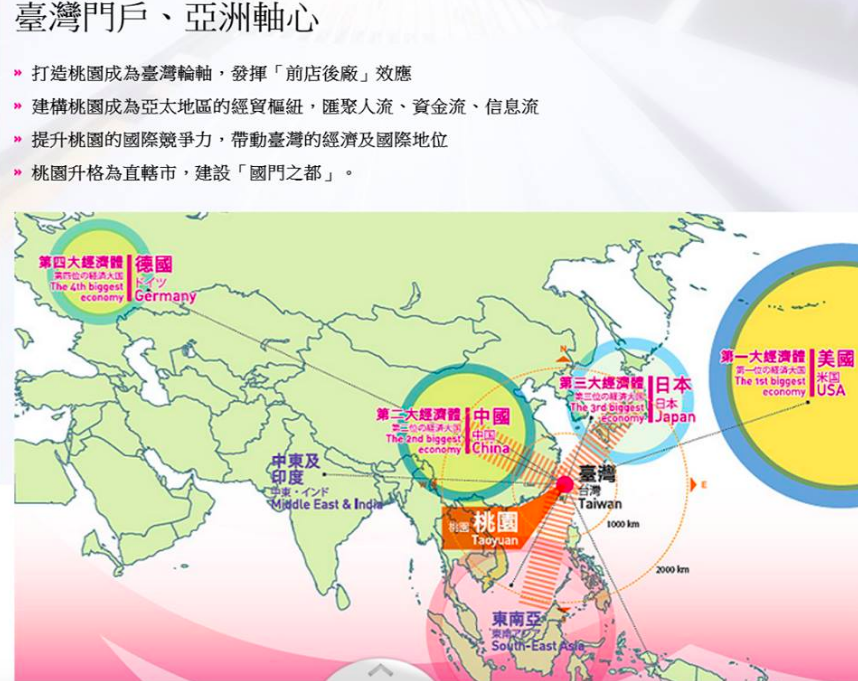 臺灣門戶、亞洲軸心
» 打造桃園成為臺灣輪軸，發揮「前店後廠」效應
» 建構桃園成為亞太地區的經貿樞紐，匯聚人流、資金流、信息流
» 提升桃園的國際競爭力，帶動臺灣的經濟及國際地位
» 桃園升格為直轄市，建設「國門之都」。
第四大經濟體
第四位の経済大国
The 4th biggest
economy
德國
ドイツ
Germany
第一大經濟體
第一位の経済大国
The 1st biggest
economy
美國
米国
USA
N
第三大經濟體
第三位の経済大国
The 3rd biggest
economy
日本
日本
Japan
第二大經濟體
第二位の経済大国
The 2nd biggest
economy
中國
中国
China
中東及
印度
中東・インド
Middle East & India
W
臺灣
台湾
Taiwan
E
桃園
桃園
Taoyuan
1000 km
2000 km
東南亞
東南アジア
South-East Asia